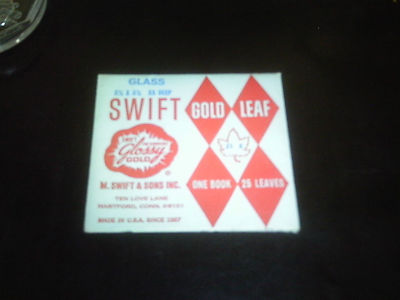 GLASS
SWIFT
GOLD LEAF
SWIFT
Glossy
GOLD
®
M. SWIFT & SONS INC.
ONE BOOK 25 LEAVES
TEN LOVE LANE
HARTFORD, CONN.
MADE IN U.S.A. SINCE 1887